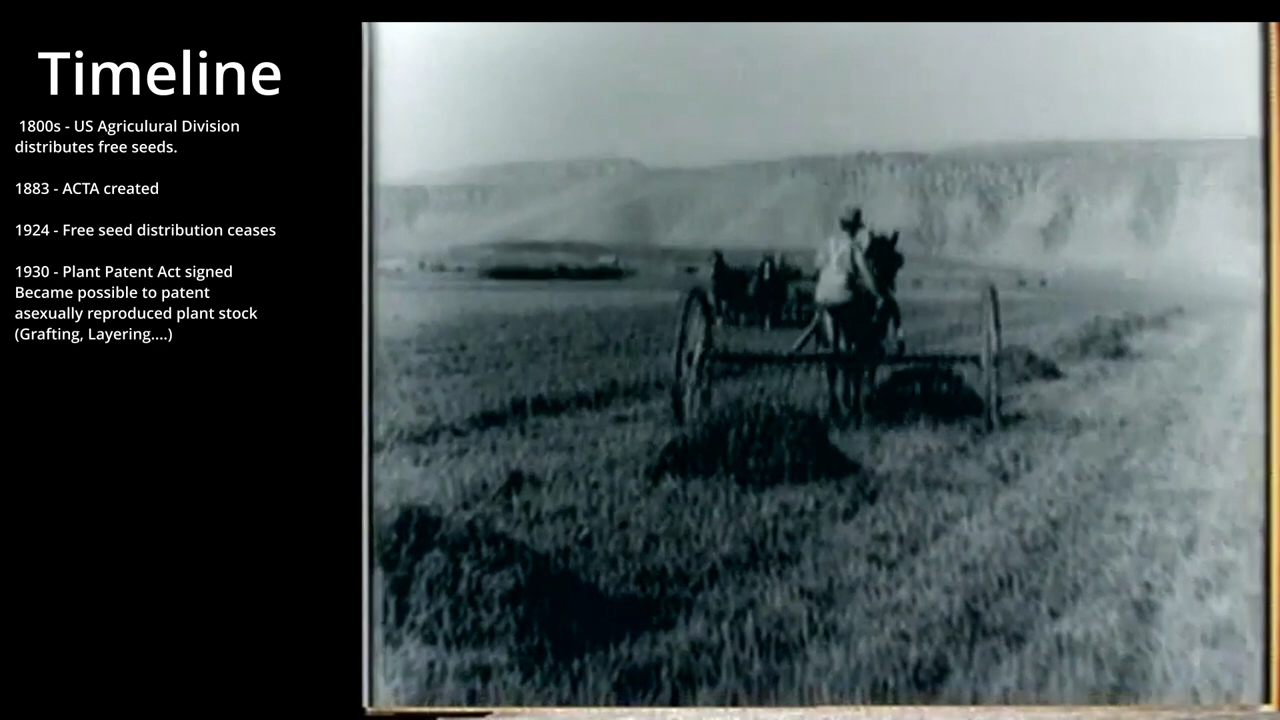 Timeline
1800s - US Agriculural Division
distributes free seeds.
1883 - ACTA created
1924 - Free seed distribution ceases
1930 - Plant Patent Act signed
Became possible to patent
asexually reproduced plant stock
(Grafting, Layering....)